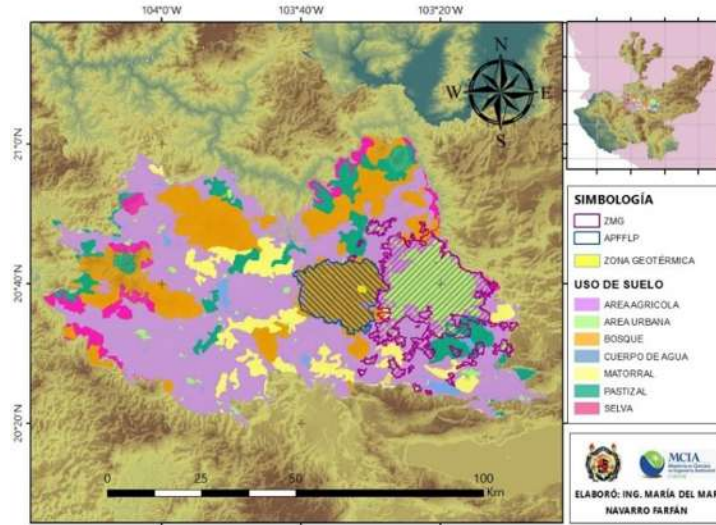 104°0'W 103°40'W 103°20'W
N
W E
S
21°0'N
20°40'N
20°20'N
0 25 50 100
Km
SIMBOLOGÍA
ZMG
APFFLP
ZONA GEOTÉRMICA
USO DE SUELO
AREA AGRICOLA
AREA URBANA
BOSQUE
CUERPO DE AGUA
MATORRAL
PASTIZAL
SELVA
MCIA
ELABORÓ: ING. MARÍA DEL MAR
NAVARRO FARFÁN